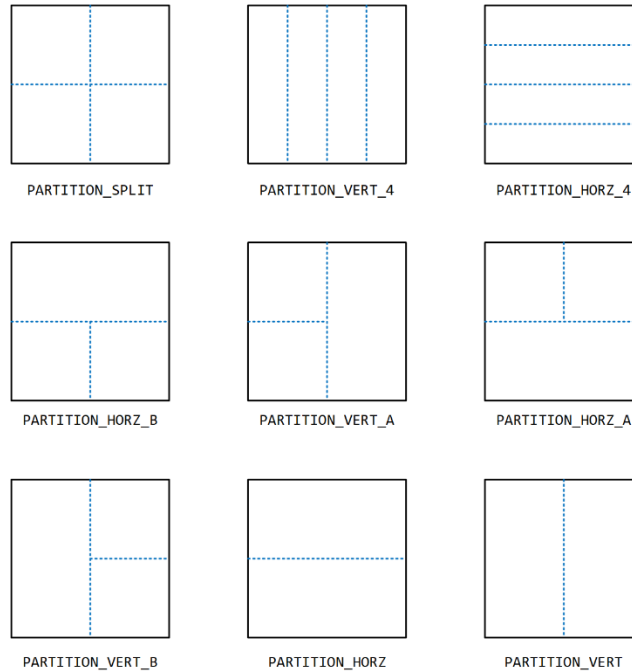 PARTITION_SPLIT PARTITION_VERT_4 PARTITION_HORZ_4
PARTITION_HORZ_B PARTITION_VERT_A PARTITION_HORZ_A
PARTITION_VERT_B PARTITION_HORZ PARTITION_VERT